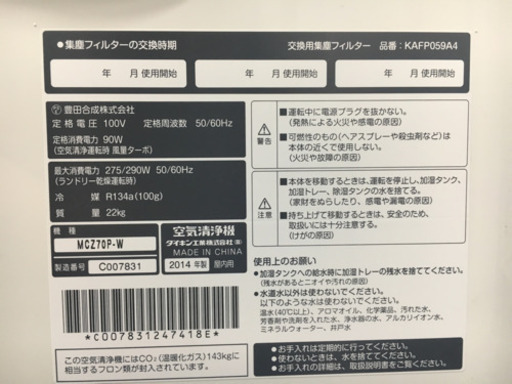 ● 集塵フィルターの交換時期
交換用集塵フィルター 品番: KAFP059A4
年 月 使用開始
年 月 使用開始
年 月 使用開始
豊田合成株式会社
定格電圧 100V 定格周波数 50/60Hz
定格消費電力 90W
(空気清浄運転時 風量ターボ)
最大消費電力 275/290W 50/60Hz
(ランドリー乾燥運転時)
冷 媒 R134a(100g)
質 量 22kg
機 種 MCZ70P-W
製造番号 C007831
空気清浄機
ダイキン工業株式会社
MADE IN CHINA
2014 年製 屋内用
*C007831247418E*
この空気清浄機にはCO₂(温暖化ガス)143kgに
相当するフロン類が封入されています。
警告
■運転中に電源プラグを抜かない。
(発熱による火災や感電の原因)
■可燃性のもの(ヘアスプレーや殺虫剤など)は
本体の近くで使用しない。
(火災や故障の原因)
注意
■本体を移動するときは、運転を停止し、加湿タンク、
加湿トレー、除湿タンクの水を捨てる。
(家財をぬらしたり、感電の原因)
■持ち上げて移動するときは、安全のため、
取扱いには十分注意する。
(けがの原因)
使用上のお願い
● 加湿タンクへの給水時に加湿トレーの残水を捨ててください。
(残水があるとニオイや汚れの原因)
● 水道水以外は使わないでください。
以下のような水は使わないでください。
温水(40℃以上)、アロマオイル、化学薬品、汚れた水、
芳香剤や洗剤を入れた水、浄水器の水、アルカリイオン水、
ミネラルウォーター、井戸水
● お手入れは定期的に行ってください。
● 使わないときは、水を捨ててください。
● お手入れの詳細は、取扱説明書をご覧ください。